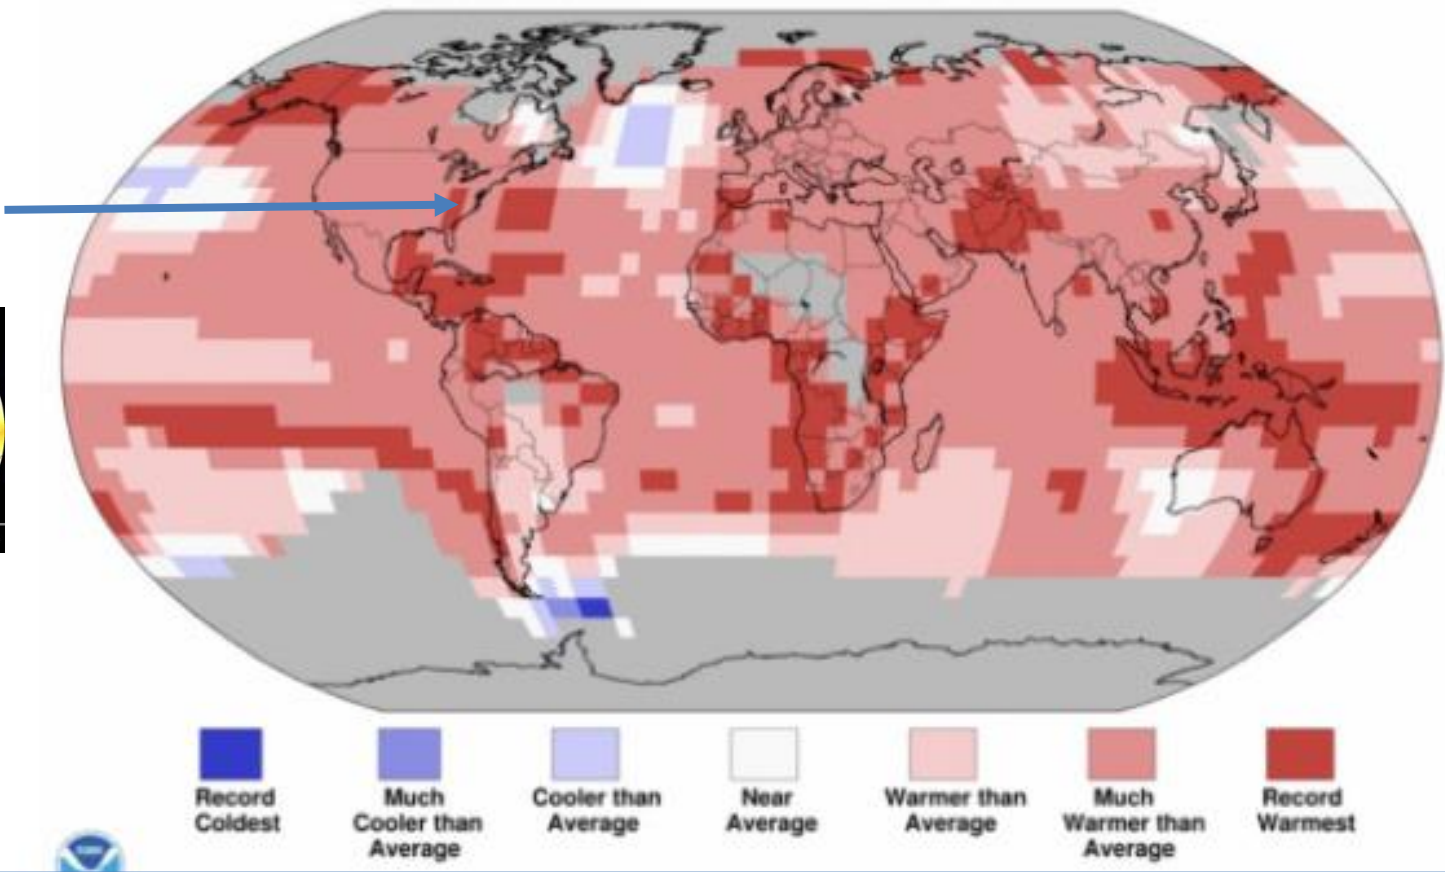 Record
Coldest
Much
Cooler than
Average
Cooler than
Average
Near
Average
Warmer than
Average
Much
Warmer than
Average
Record
Warmest